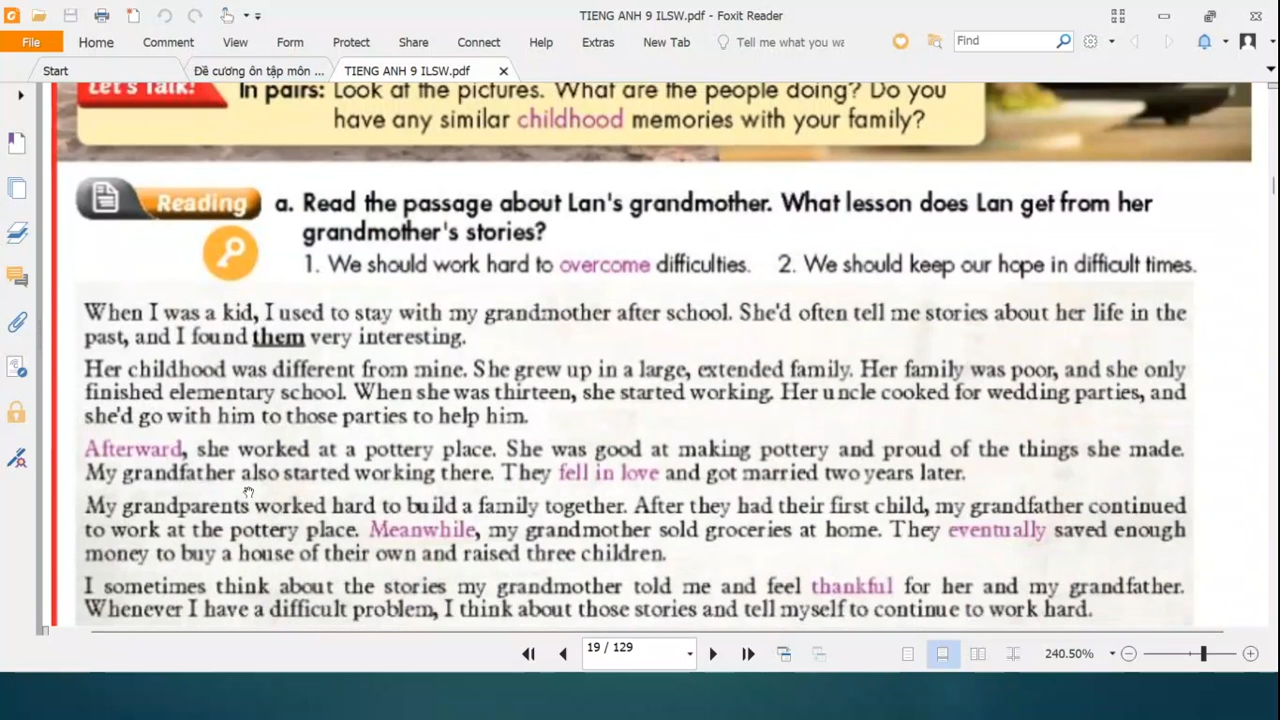 TIENG ANH 9 ILSW.pdf - Foxit Reader
File Home Comment View Form Protect Share Connect Help Extras New Tab Tell me what you wa Find
Start Đề cương ôn tập môn ... TIENG ANH 9 ILSW.pdf
Let's Talk! In pairs: Look at the pictures. What are the people doing? Do you
have any similar childhood memories with your family?
Reading a. Read the passage about Lan's grandmother. What lesson does Lan get from her
grandmother's stories?
1. We should work hard to overcome difficulties. 2. We should keep our hope in difficult times.
When I was a kid, I used to stay with my grandmother after school. She'd often tell me stories about her life in the
past, and I found them very interesting.
Her childhood was different from mine. She grew up in a large, extended family. Her family was poor, and she only
finished elementary school. When she was thirteen, she started working. Her uncle cooked for wedding parties, and
she'd go with him to those parties to help him.
Afterward, she worked at a pottery place. She was good at making pottery and proud of the things she made.
My grandfather also started working there. They fell in love and got married two years later.
My grandparents worked hard to build a family together. After they had their first child, my grandfather continued
to work at the pottery place. Meanwhile, my grandmother sold groceries at home. They eventually saved enough
money to buy a house of their own and raised three children.
I sometimes think about the stories my grandmother told me and feel thankful for her and my grandfather.
Whenever I have a difficult problem, I think about those stories and tell myself to continue to work hard.
19 / 129 240.50%